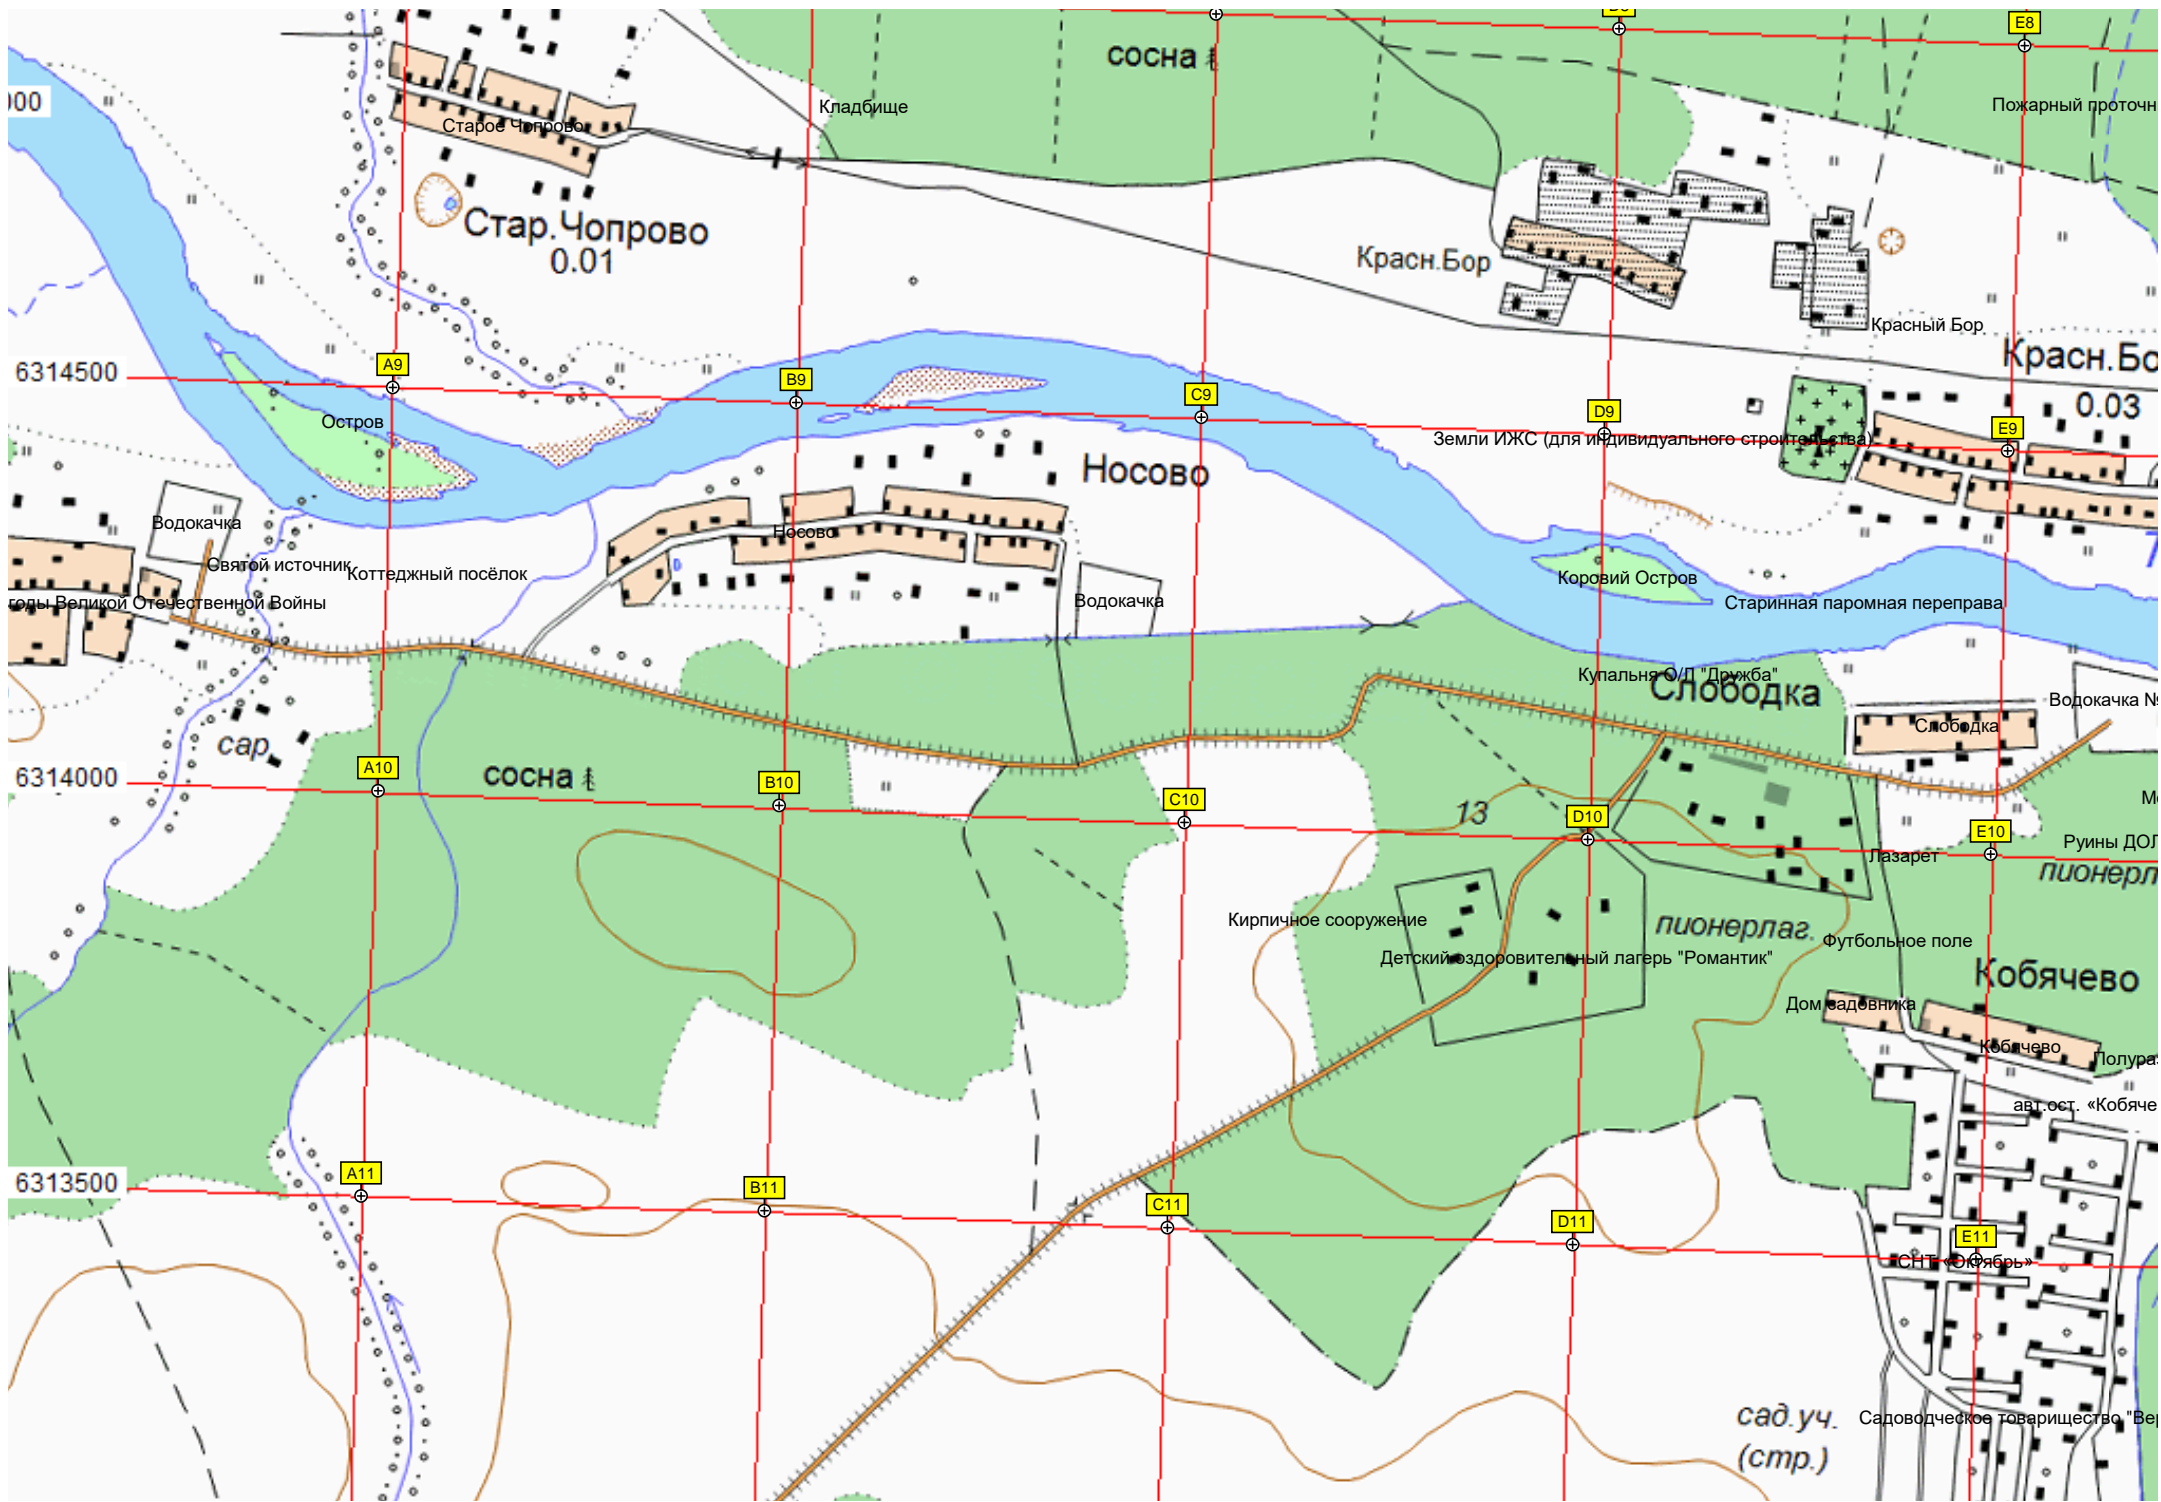 E8
сосна
Кладбище
Пожарный проточн
000
Старое Чопрово
Стар.Чопрово
0.01
Красн.Бор
Красный Бор
Красн.Бо
0.03
6314500
A9
B9
C9
D9
E9
Остров
Земли ИЖС (для индивидуального строительства)
Носово
Водокачка
Носово
Святой источник
Коттеджный посёлок
Коровий Остров
годы Великой Отечественной Войны
Водокачка
Старинная паромная переправа
Купальня О/Л "Дружба"
Слободка
Водокачка №
Слободка
сар.
6314000
A10
сосна
B10
C10
13
D10
E10
Руины ДОЛ
Лазарет
пионерл
Кирпичное сооружение
пионерлаг.
Футбольное поле
Детский оздоровительный лагерь "Романтик"
Кобячево
Дом садовника
Кобячево
Полураз
авт.ост. «Кобяче
6313500
A11
B11
C11
D11
E11
СНТ «Октябрь»
сад.уч.
(стр.)
Садоводческое товарищество "Вер